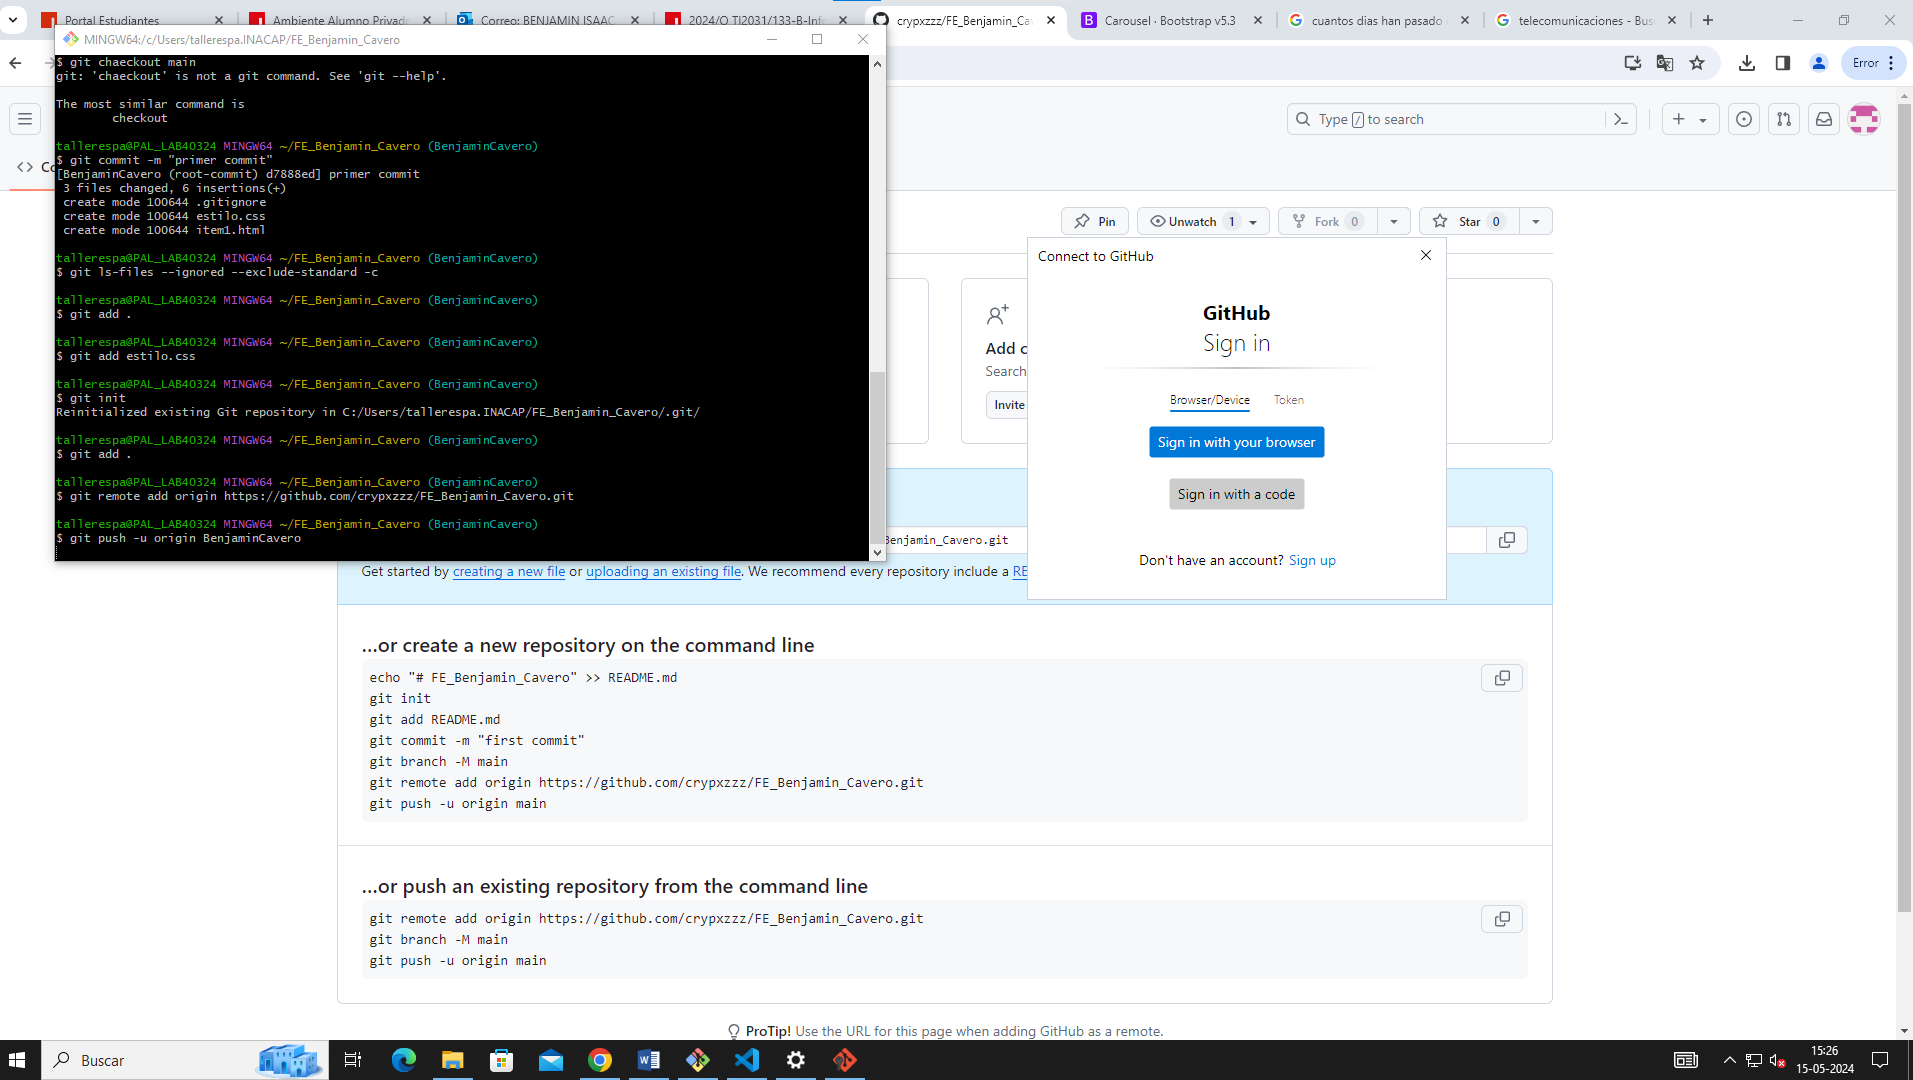 Portal Estudiantes
Ambiente Alumno Privado
Correo: BENJAMIN ISAAC
2024/O TI2031/133-B-Info
crypxzzz/FE_Benjamin_Cav
Carousel · Bootstrap v5.3
cuantos dias han pasado
telecomunicaciones - Bus
Error
MINGW64:/c/Users/tallerespa.INACAP/FE_Benjamin_Cavero
$ git chaeckout main
git: 'chaeckout' is not a git command. See 'git --help'.
The most similar command is
checkout
tallerespa@PAL_LAB40324 MINGW64 ~/FE_Benjamin_Cavero (BenjaminCavero)
$ git commit -m "primer commit"
[BenjaminCavero (root-commit) d7888ed] primer commit
3 files changed, 6 insertions(+)
create mode 100644 .gitignore
create mode 100644 estilo.css
create mode 100644 item1.html
tallerespa@PAL_LAB40324 MINGW64 ~/FE_Benjamin_Cavero (BenjaminCavero)
$ git ls-files --ignored --exclude-standard -c
tallerespa@PAL_LAB40324 MINGW64 ~/FE_Benjamin_Cavero (BenjaminCavero)
$ git add .
tallerespa@PAL_LAB40324 MINGW64 ~/FE_Benjamin_Cavero (BenjaminCavero)
$ git add estilo.css
tallerespa@PAL_LAB40324 MINGW64 ~/FE_Benjamin_Cavero (BenjaminCavero)
$ git init
Reinitialized existing Git repository in C:/Users/tallerespa.INACAP/FE_Benjamin_Cavero/.git/
tallerespa@PAL_LAB40324 MINGW64 ~/FE_Benjamin_Cavero (BenjaminCavero)
$ git add .
tallerespa@PAL_LAB40324 MINGW64 ~/FE_Benjamin_Cavero (BenjaminCavero)
$ git remote add origin https://github.com/crypxzzz/FE_Benjamin_Cavero.git
tallerespa@PAL_LAB40324 MINGW64 ~/FE_Benjamin_Cavero (BenjaminCavero)
$ git push -u origin BenjaminCavero
Type / to search
<> Co
Pin
Unwatch 1
Fork 0
Star 0
Add c
Search
Invite
Connect to GitHub
GitHub
Sign in
Browser/Device Token
Sign in with your browser
Sign in with a code
Don't have an account? Sign up
Benjamin_Cavero.git
Get started by creating a new file or uploading an existing file. We recommend every repository include a RE
...or create a new repository on the command line
echo "# FE_Benjamin_Cavero" >> README.md
git init
git add README.md
git commit -m "first commit"
git branch -M main
git remote add origin https://github.com/crypxzzz/FE_Benjamin_Cavero.git
git push -u origin main
...or push an existing repository from the command line
git remote add origin https://github.com/crypxzzz/FE_Benjamin_Cavero.git
git branch -M main
git push -u origin main
ProTip! Use the URL for this page when adding GitHub as a remote.
Buscar
15:26
15-05-2024